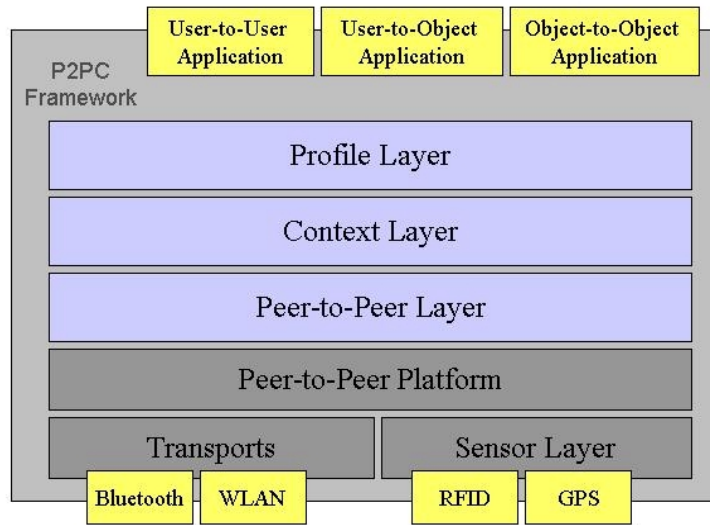 User-to-User
Application
User-to-Object
Application
Object-to-Object
Application
P2PC
Framework
Profile Layer
Context Layer
Peer-to-Peer Layer
Peer-to-Peer Platform
Transports
Sensor Layer
Bluetooth
WLAN
RFID
GPS